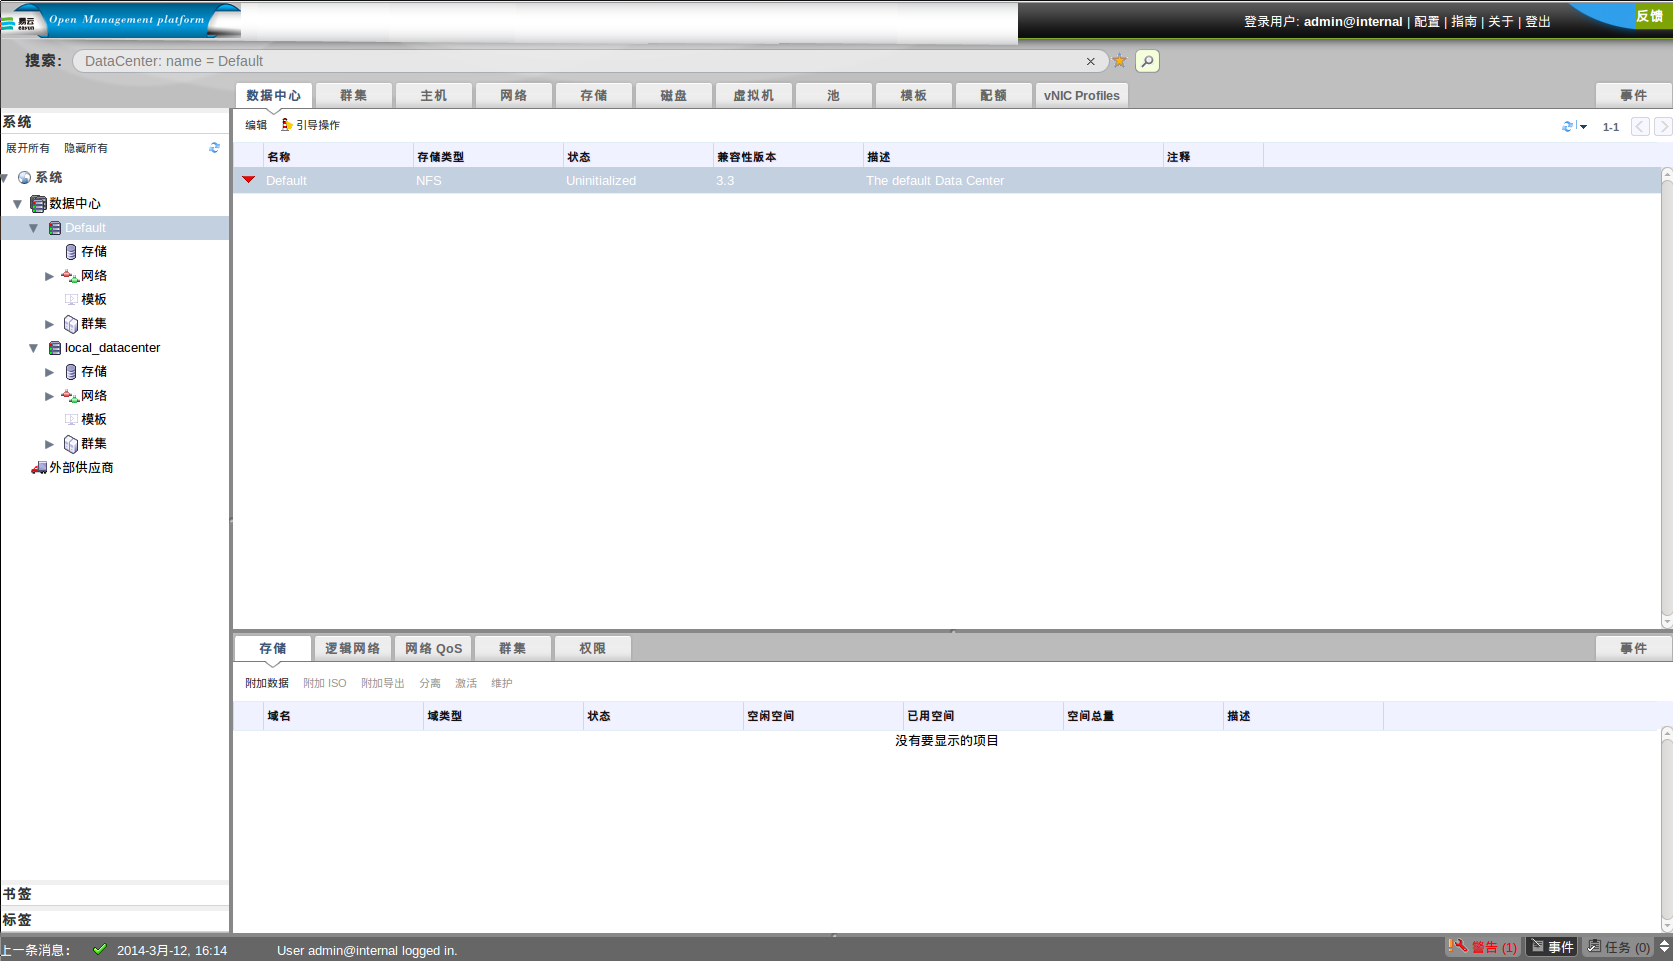 易云
eayun
Open Management platform
登录用户: admin@internal | 配置 | 指南 | 关于 | 登出
反馈
搜索:
DataCenter: name = Default
数据中心 群集 主机 网络 存储 磁盘 虚拟机 池 模板 配额 vNIC Profiles 事件
系统
展开所有 隐藏所有
系统
数据中心
Default
存储
网络
模板
群集
local_datacenter
存储
网络
模板
群集
外部供应商
书签
标签
编辑 引导操作 1-1
名称 存储类型 状态 兼容性版本 描述 注释
Default NFS Uninitialized 3.3 The default Data Center
存储 逻辑网络 网络 QoS 群集 权限 事件
附加数据 附加 ISO 附加导出 分离 激活 维护
域名 域类型 状态 空闲空间 已用空间 空间总量 描述
没有要显示的项目
上一条消息: 2014-3月-12, 16:14 User admin@internal logged in. 警告 (1) 事件 任务 (0)